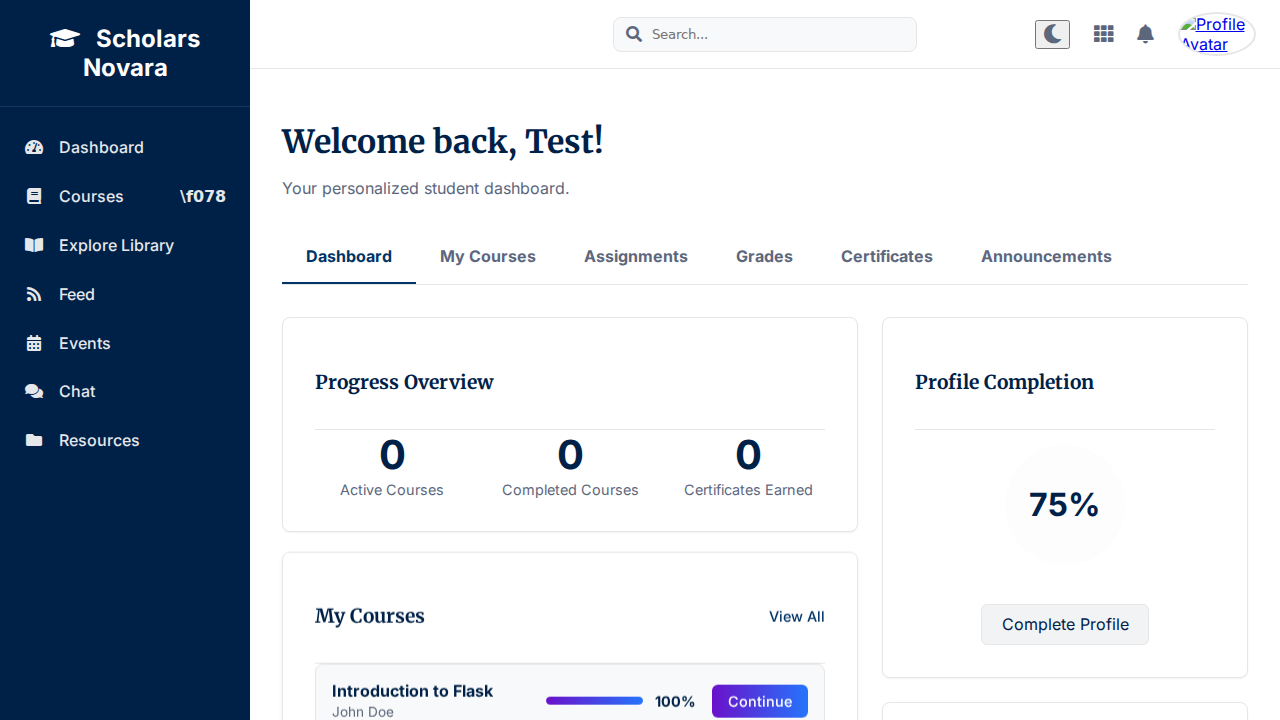 Scholars
Novara
Search...
Profile
Avatar
Dashboard
Courses \f078
Explore Library
Feed
Events
Chat
Resources
Welcome back, Test!
Your personalized student dashboard.
Dashboard My Courses Assignments Grades Certificates Announcements
Progress Overview
0 0 0
Active Courses Completed Courses Certificates Earned
Profile Completion
75%
Complete Profile
My Courses View All
Introduction to Flask
John Doe
100% Continue